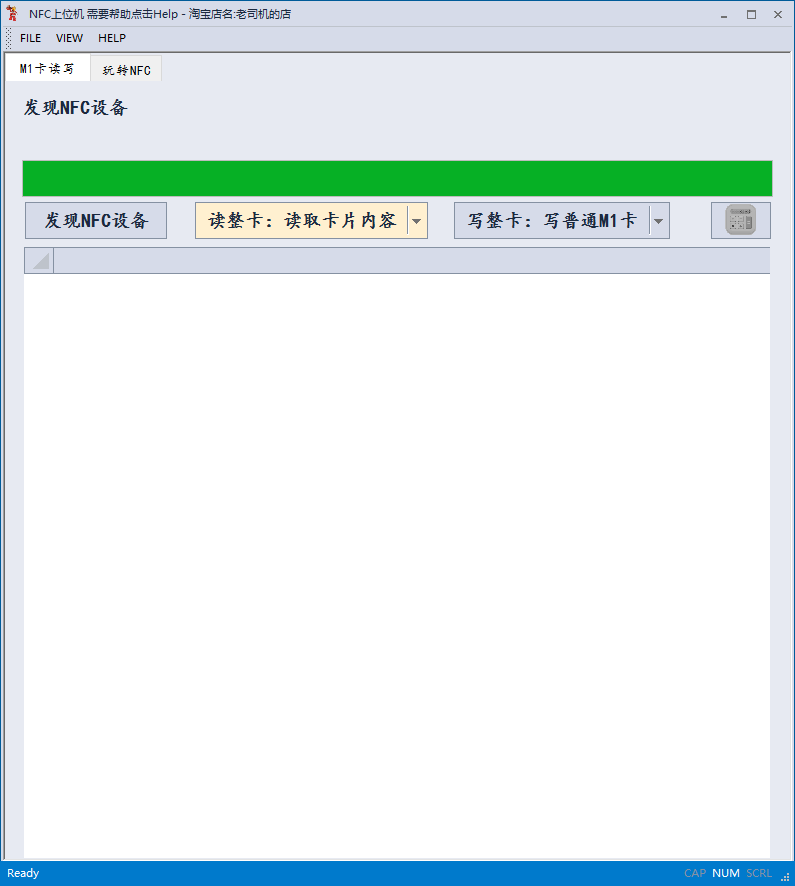 NFC上位机 需要帮助点击Help - 淘宝店名:老司机的店
FILE VIEW HELP
M1卡读写 玩转NFC
发现NFC设备
发现NFC设备 读整卡: 读取卡片内容 写整卡: 写普通M1卡
Ready CAP NUM SCRL